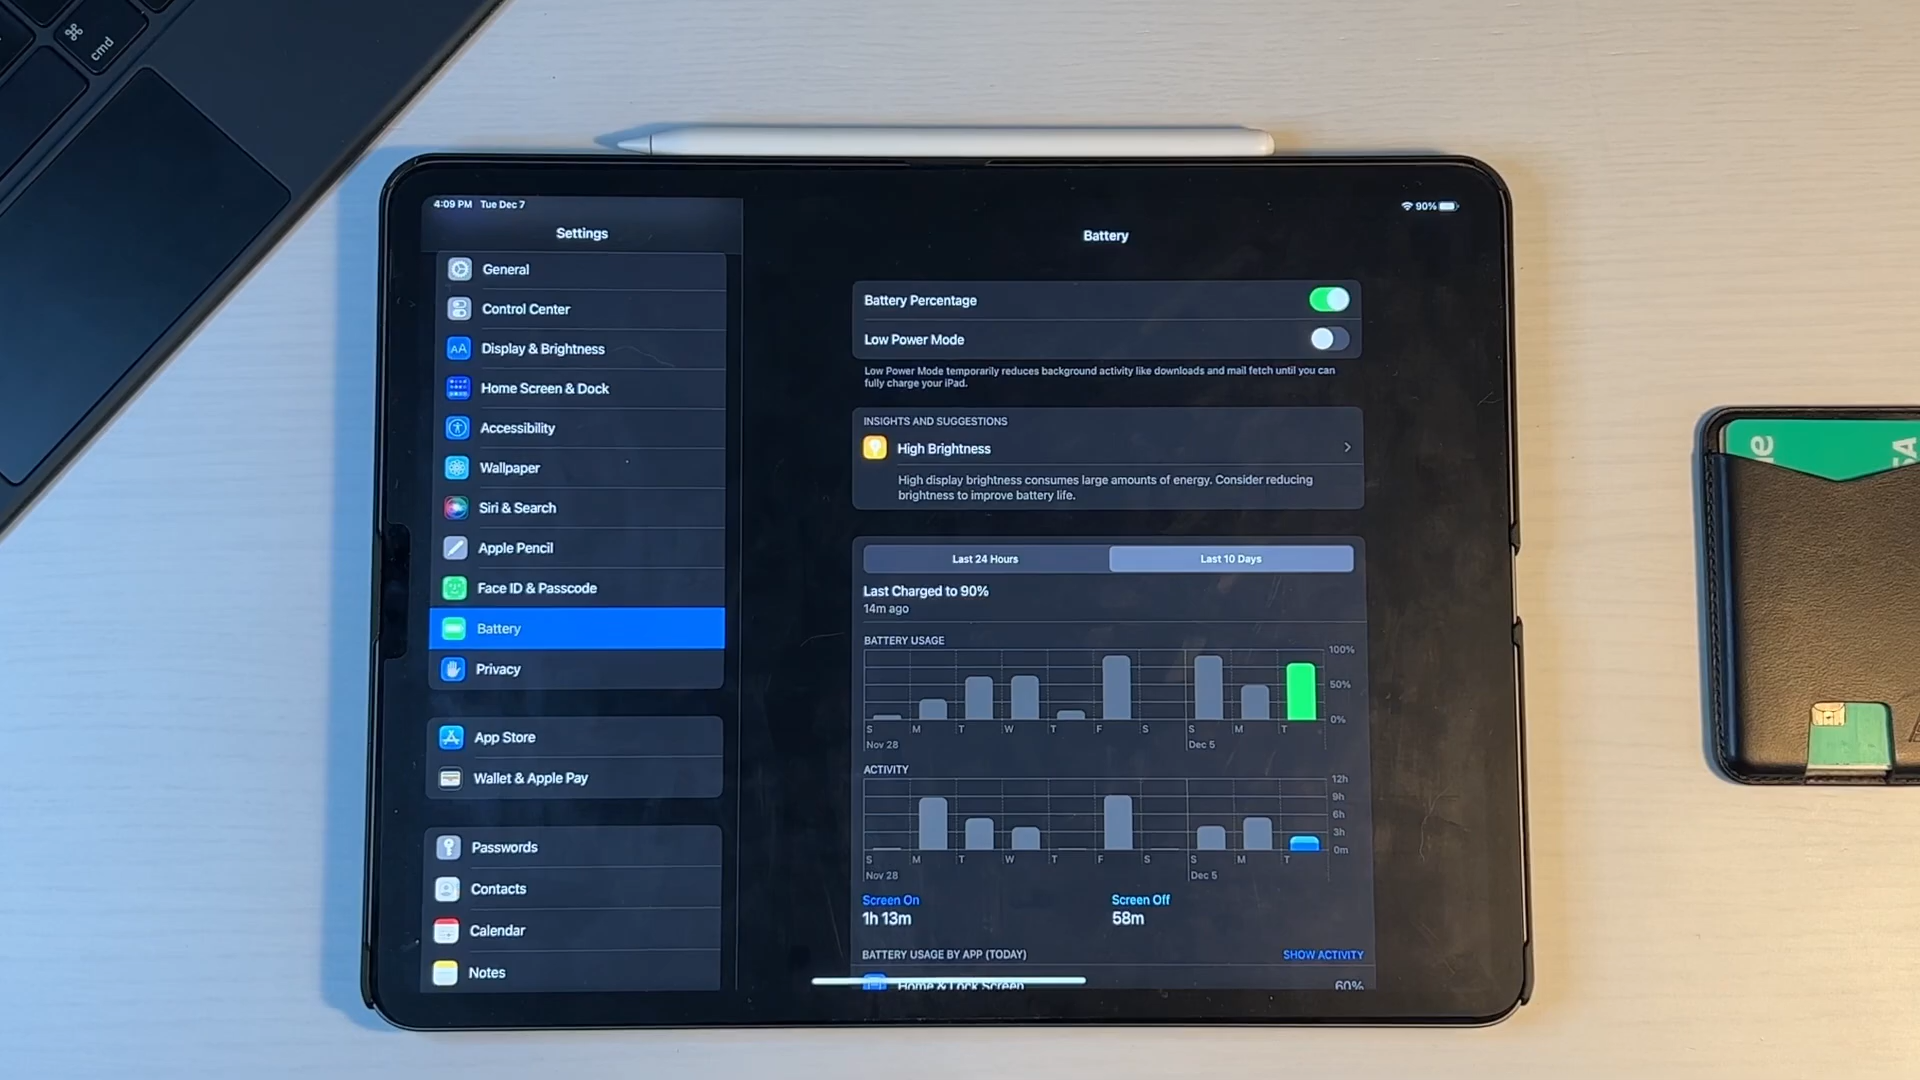 cmd
4:09 PM Tue Dec 7
90%
Settings
General
Control Center
Display & Brightness
Home Screen & Dock
Accessibility
Wallpaper
Siri & Search
Apple Pencil
Face ID & Passcode
Battery
Privacy
App Store
Wallet & Apple Pay
Passwords
Contacts
Calendar
Notes
Battery
Battery Percentage
Low Power Mode
Low Power Mode temporarily reduces background activity like downloads and mail fetch until you can
fully charge your iPad.
INSIGHTS AND SUGGESTIONS
High Brightness
High display brightness consumes large amounts of energy. Consider reducing
brightness to improve battery life.
Last 24 Hours Last 10 Days
Last Charged to 90%
14m ago
BATTERY USAGE
100%
50%
0%
S M T W T F S S M T
Nov 28 Dec 5
ACTIVITY
12h
9h
6h
3h
0m
S M T W T F S S M T
Nov 28 Dec 5
Screen On Screen Off
1h 13m 58m
BATTERY USAGE BY APP (TODAY) SHOW ACTIVITY
Home & Lock Screen 60%